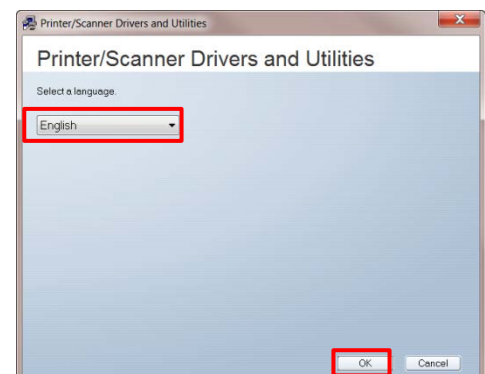 Printer/Scanner Drivers and Utilities
Printer/Scanner Drivers and Utilities
Select a language.
English
OK Cancel